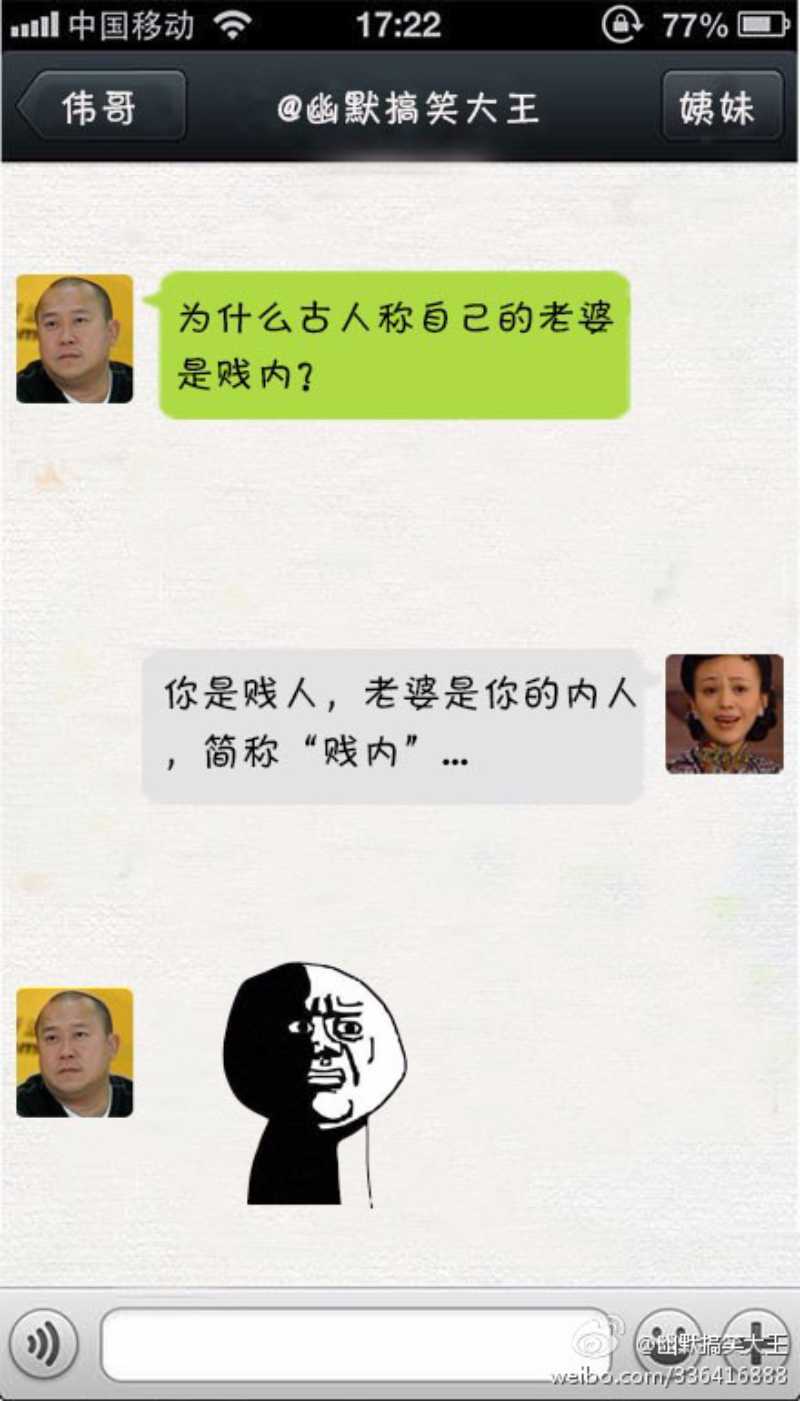 中国移动 17:22 77%
伟哥 @幽默搞笑大王 姨妹
为什么古人称自己的老婆
是贱内?
你是贱人，老婆是你的内人
，简称“贱内”...
@幽默搞笑大王
weibo.com/336416888